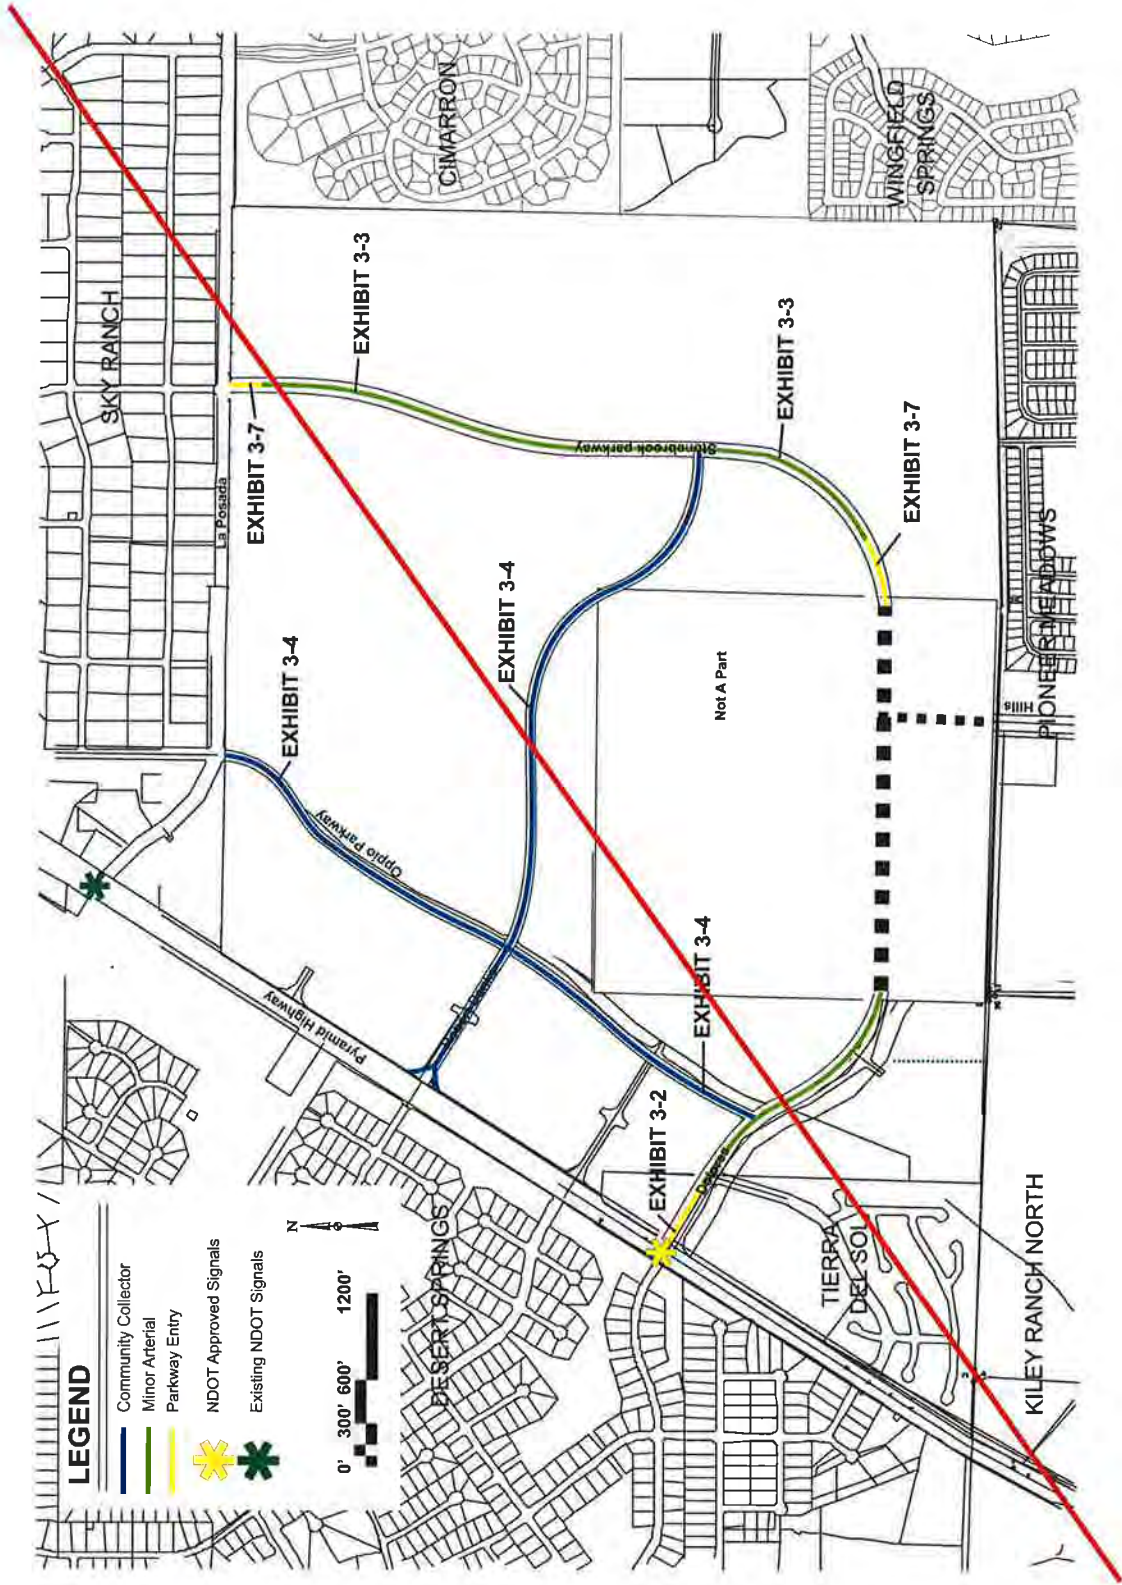 LEGEND
Community Collector
Minor Arterial
Parkway Entry
NDOT Approved Signals
Existing NDOT Signals
0' 300' 600' 1200'
N
DESERT SPRINGS
Pyramid Highway
SKY RANCH
La Posada
CIMARRON
WINGFIELD
SPRINGS
EXHIBIT 3-4
Oppio Parkway
EXHIBIT 3-7
EXHIBIT 3-3
EXHIBIT 3-4
Stonebrook parkway
EXHIBIT 3-3
EXHIBIT 3-7
Not A Part
EXHIBIT 3-4
EXHIBIT 3-2
Dolores
TIERRA
DEL SOL
KILEY RANCH NORTH
PIONEER MEADOWS
Hills